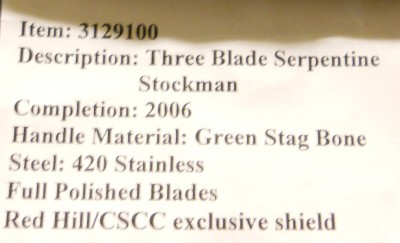 Item: 3129100
Description: Three Blade Serpentine
Stockman
Completion: 2006
Handle Material: Green Stag Bone
Steel: 420 Stainless
Full Polished Blades
Red Hill/CSCC exclusive shield